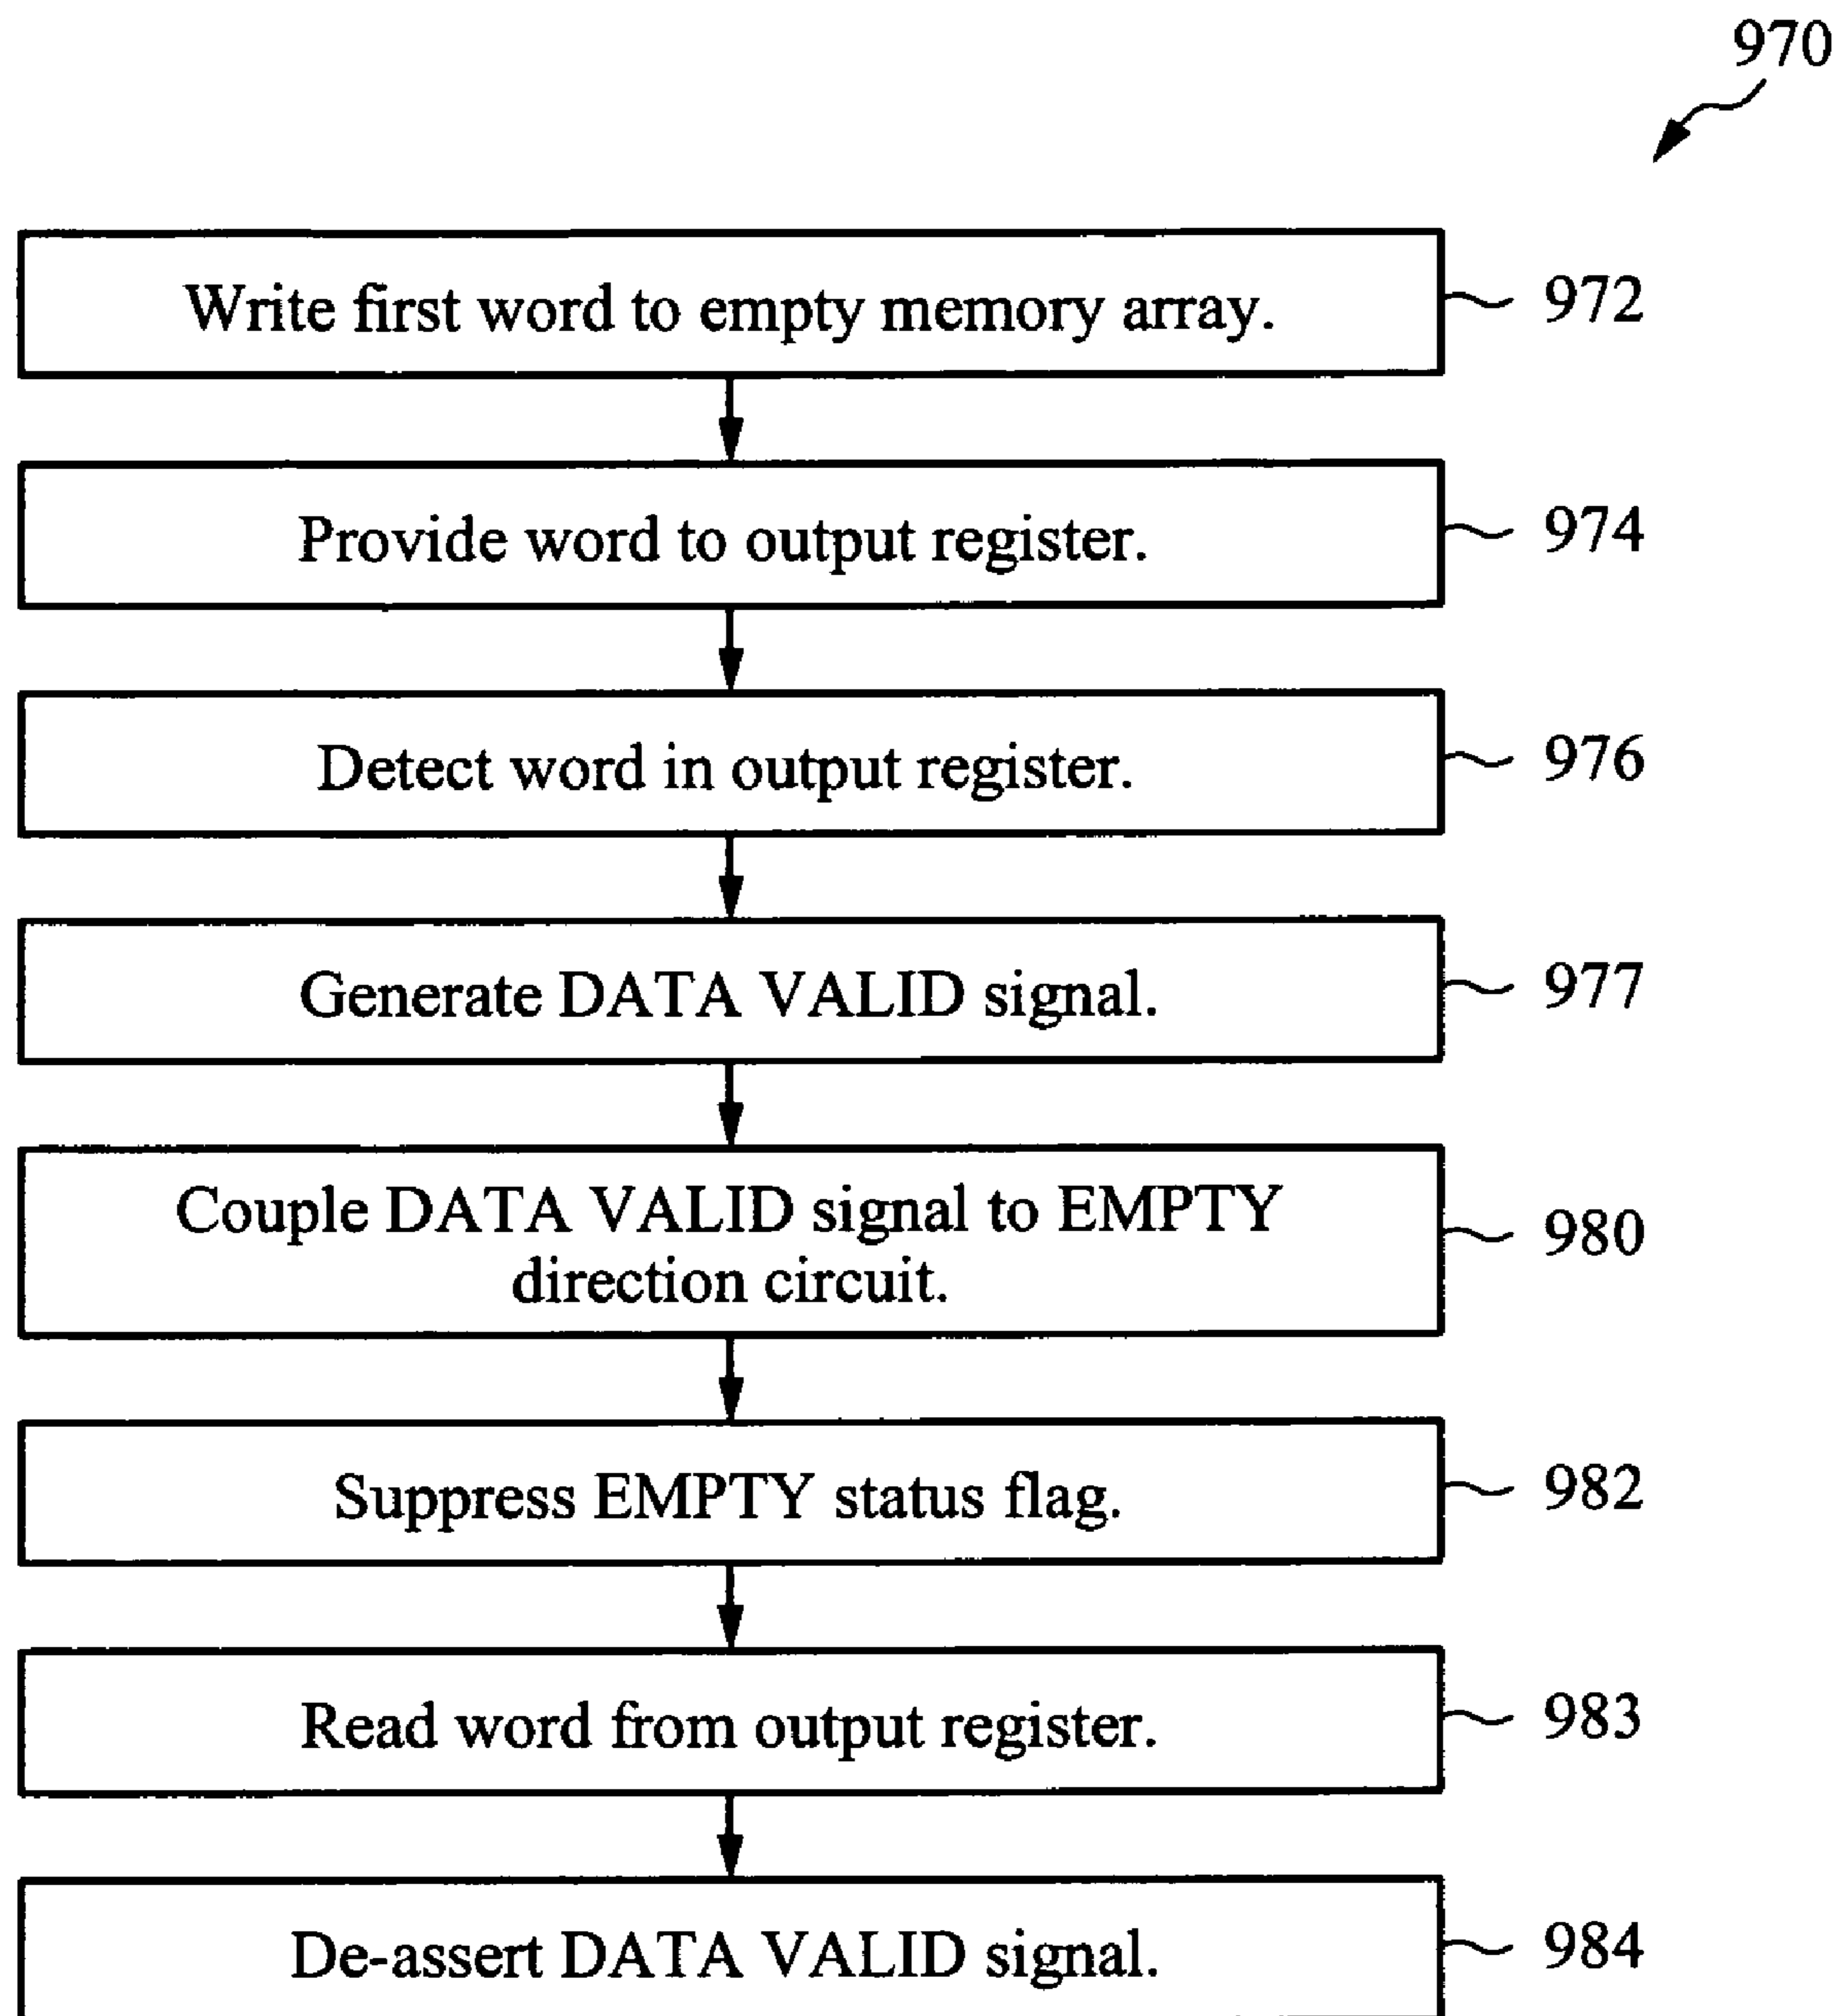 970
Write first word to empty memory array.
972
Provide word to output register.
974
Detect word in output register.
976
Generate DATA VALID signal.
977
Couple DATA VALID signal to EMPTY
direction circuit.
980
Suppress EMPTY status flag.
982
Read word from output register.
983
De-assert DATA VALID signal.
984